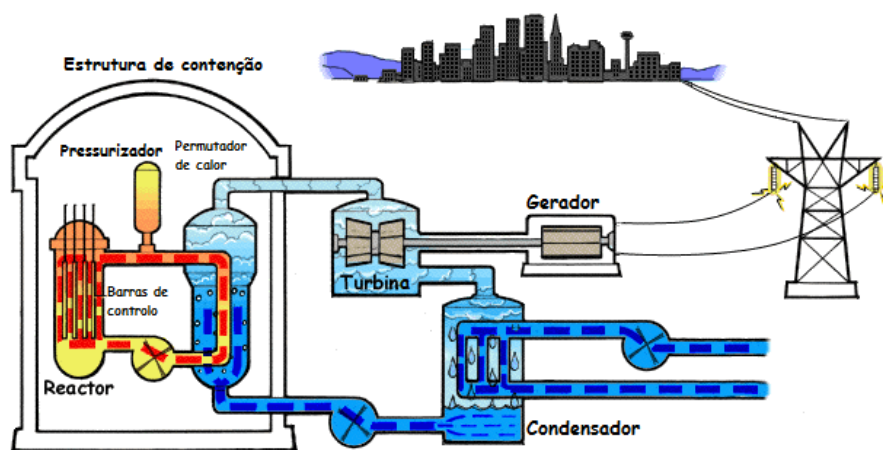 Estrutura de contenção
Pressurizador
Permutador
de calor
Gerador
Turbina
Barras de
controlo
Reactor
Condensador